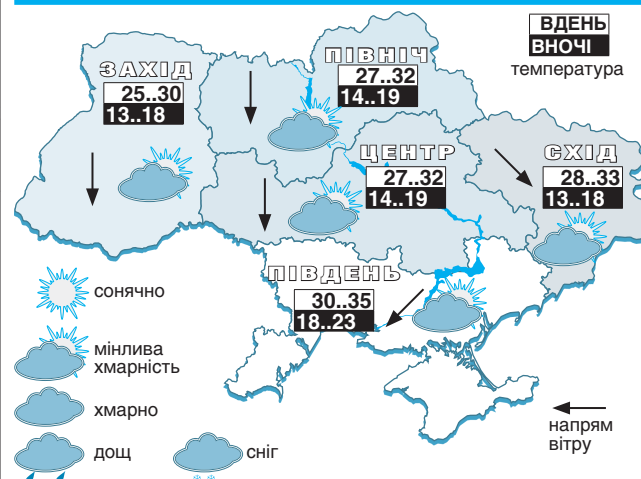 ВДЕНЬ
ВНОЧІ
температура
ЗАХІД
25..30
13..18
ПІВНІЧ
27..32
14..19
ЦЕНТР
27..32
14..19
СХІД
28..33
13..18
ПІВДЕНЬ
30..35
18..23
сонячно
мінлива
хмарність
хмарно
дощ
сніг
напрям
вітру